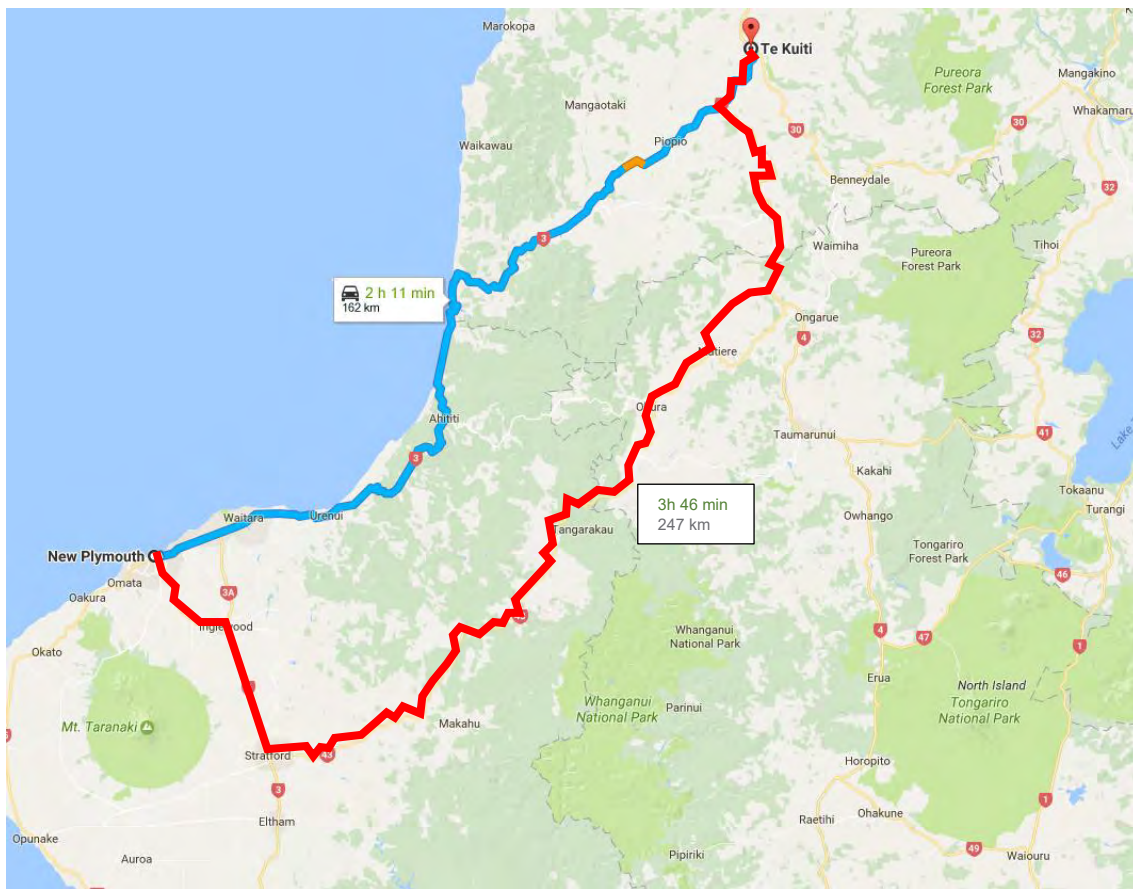 Marokopa
Te Kuiti
Pureora
Forest Park
Mangakino
Mangaotaki
Whakamaru
30
Piopio
30
Waikawau
Benneydale
32
3
Waimiha
Pureora
Forest Park
Tihoi
2 h 11 min
162 km
Ongarue
4
32
Matiere
Ahititi
Ohura
41
Taumarunui
3
Kakahi
Tokaanu
3h 46 min
247 km
Turangi
Waitara
Urenui
Owhango
Tangarakau
Tongariro
Forest Park
New Plymouth
Omata
46
Oakura
3A
Inglewood
43
Whanganui
National Park
4
47
1
Okato
Erua
North Island
Tongariro
National Park
Whanganui
National Park
Parinui
Mt. Taranaki
Makahu
Stratford
43
Horopito
3
1
Eltham
Raetihi
Ohakune
Opunake
49
Auroa
Pipiriki
Waiouru